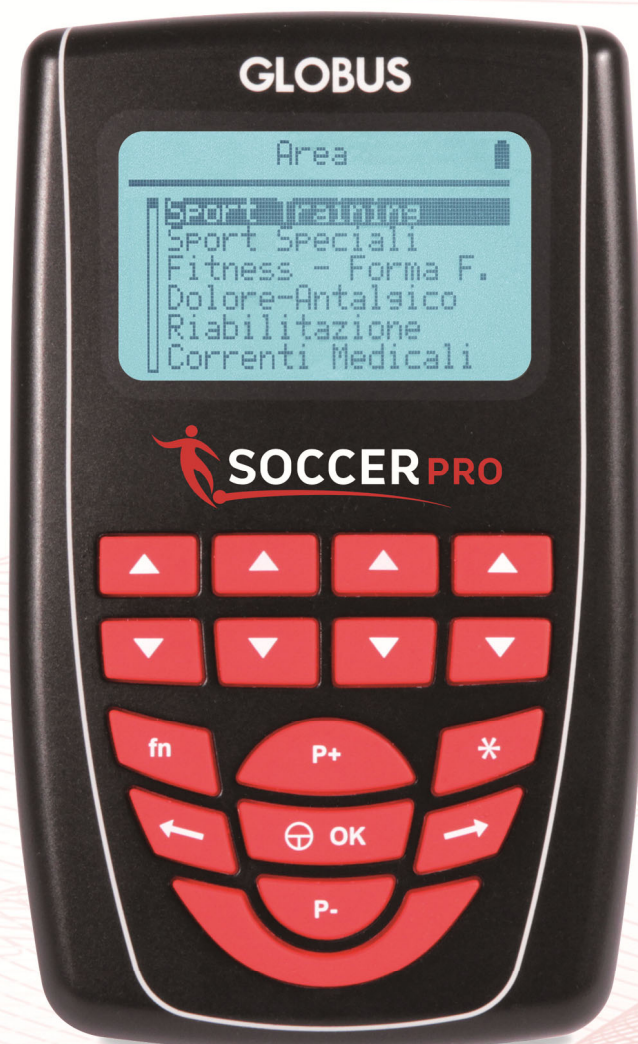 GLOBUS
Area
Sport Training
Sport Speciali
Fitness - Forma F.
Dolore-Antalgico
Riabilitazione
Correnti Medicali
SOCCER PRO
fn
P+
*
OK
P-